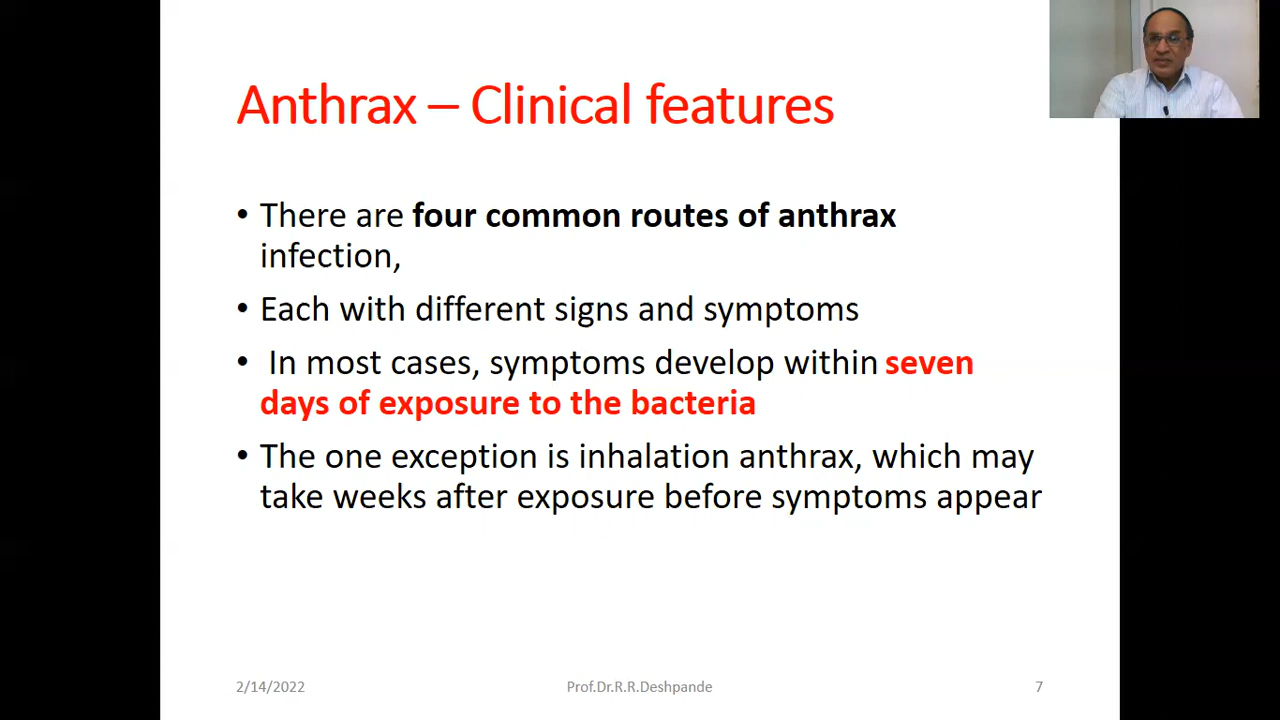 Anthrax – Clinical features
• There are four common routes of anthrax
infection,
• Each with different signs and symptoms
• In most cases, symptoms develop within seven
days of exposure to the bacteria
• The one exception is inhalation anthrax, which may
take weeks after exposure before symptoms appear
2/14/2022
Prof.Dr.R.R.Deshpande
7